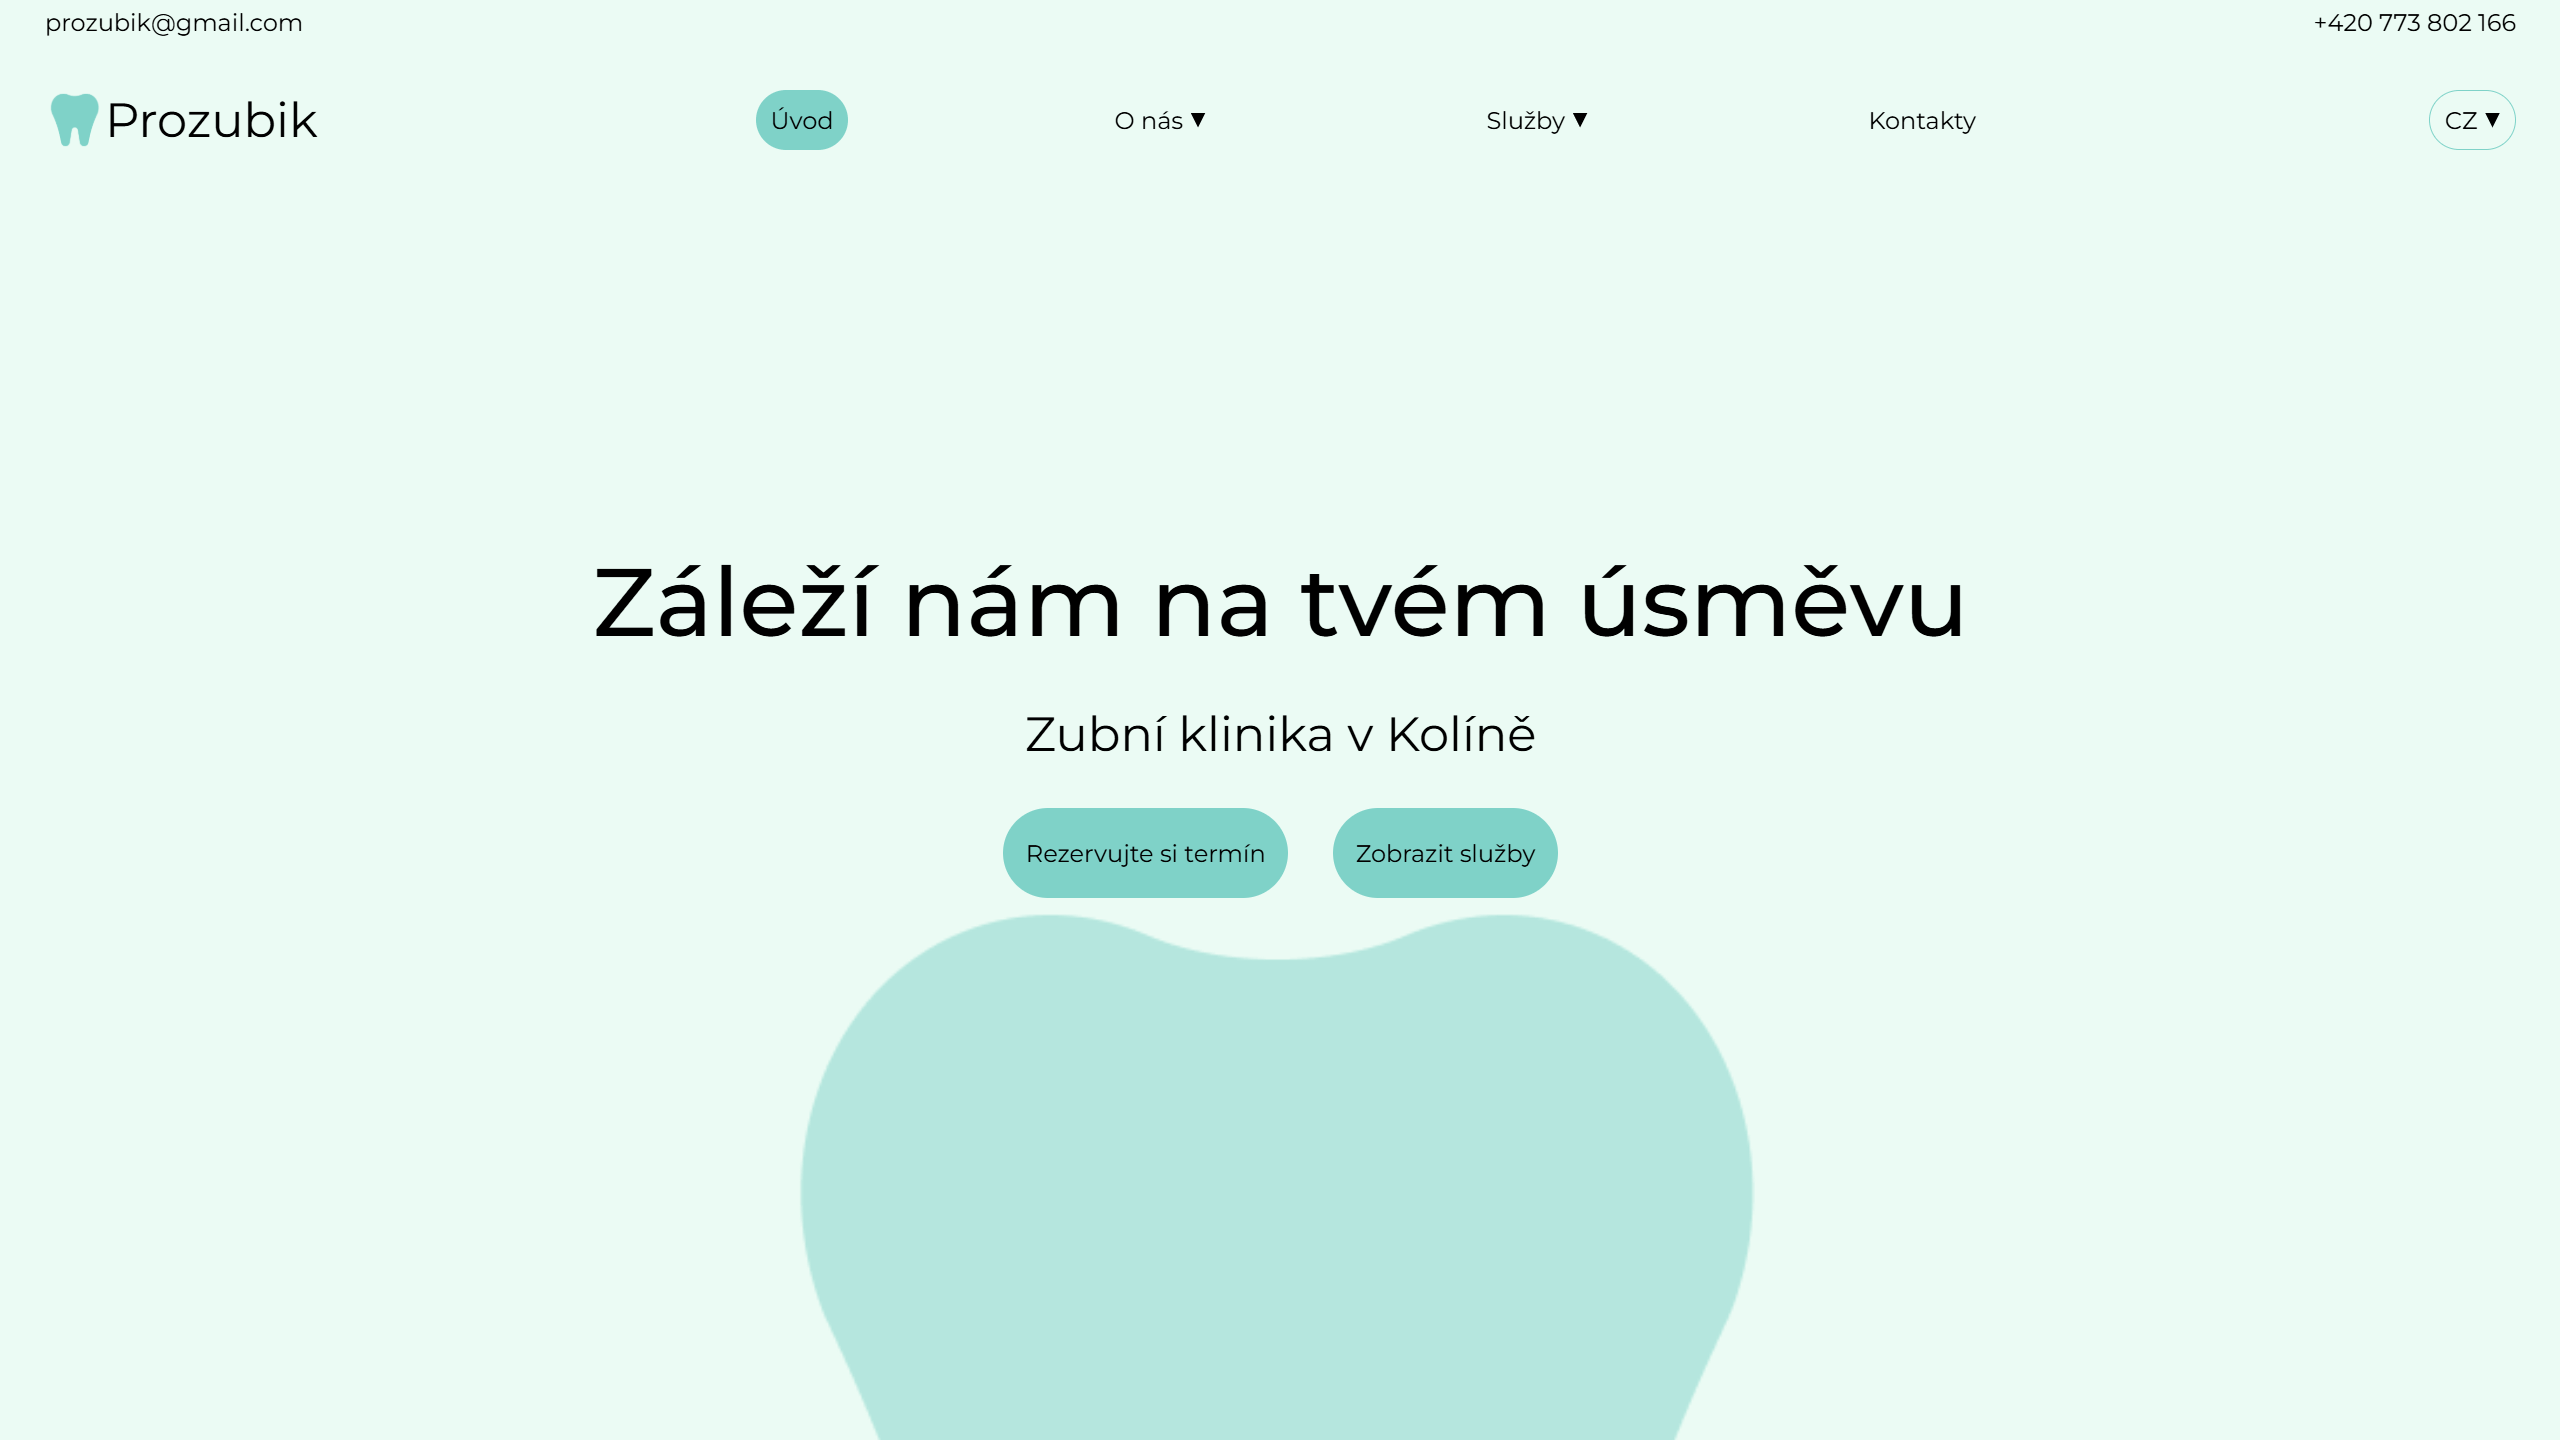 prozubik@gmail.com
+420 773 802 166
Prozubik
Úvod
O nás ▼
Služby ▼
Kontakty
CZ ▼
Záleží nám na tvém úsměvu
Zubní klinika v Kolíně
Rezervujte si termín
Zobrazit služby